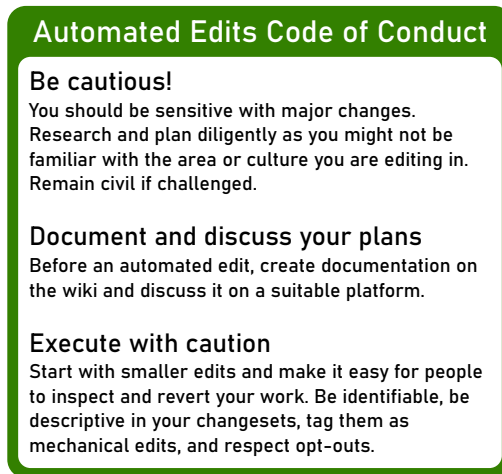 Automated Edits Code of Conduct
Be cautious!
You should be sensitive with major changes.
Research and plan diligently as you might not be
familiar with the area or culture you are editing in.
Remain civil if challenged.
Document and discuss your plans
Before an automated edit, create documentation on
the wiki and discuss it on a suitable platform.
Execute with caution
Start with smaller edits and make it easy for people
to inspect and revert your work. Be identifiable, be
descriptive in your changesets, tag them as
mechanical edits, and respect opt-outs.